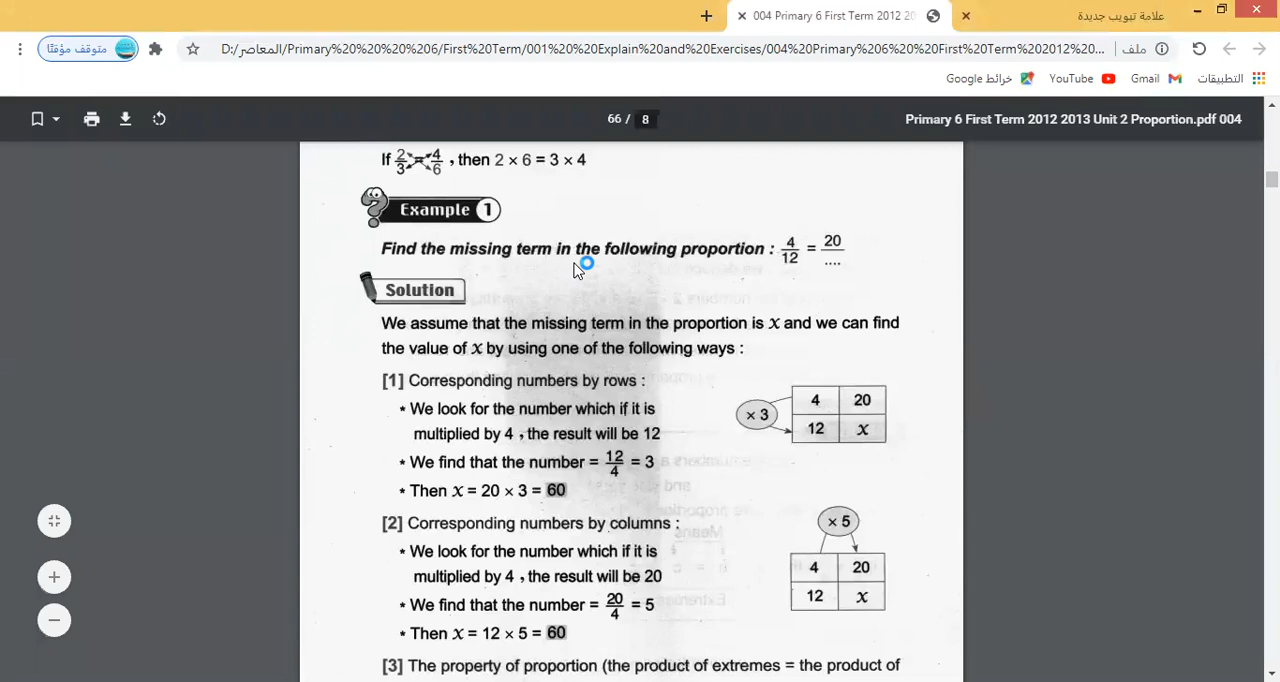 004 Primary 6 First Term 2012 20
علامة تبويب جديدة
متوقف مؤقتًا
D:/المعاصر/Primary%20%20%20%206/First%20Term/001%20%20Explain%20and%20Exercises/004%20Primary%206%20%20First%20Term%202012%20...
ملف
التطبيقات
Gmail
YouTube
خرائط Google
66 / 8
Primary 6 First Term 2012 2013 Unit 2 Proportion.pdf 004
If 2/3 = 4/6 , then 2 × 6 = 3 × 4
Example 1
Find the missing term in the following proportion : 4/12 = 20/....
Solution
We assume that the missing term in the proportion is x and we can find
the value of x by using one of the following ways :
[1] Corresponding numbers by rows :
* We look for the number which if it is
multiplied by 4 , the result will be 12
* We find that the number = 12/4 = 3
* Then x = 20 × 3 = 60
× 3
4 20
12 x
[2] Corresponding numbers by columns :
* We look for the number which if it is
multiplied by 4 , the result will be 20
* We find that the number = 20/4 = 5
* Then x = 12 × 5 = 60
× 5
4 20
12 x
[3] The property of proportion (the product of extremes = the product of